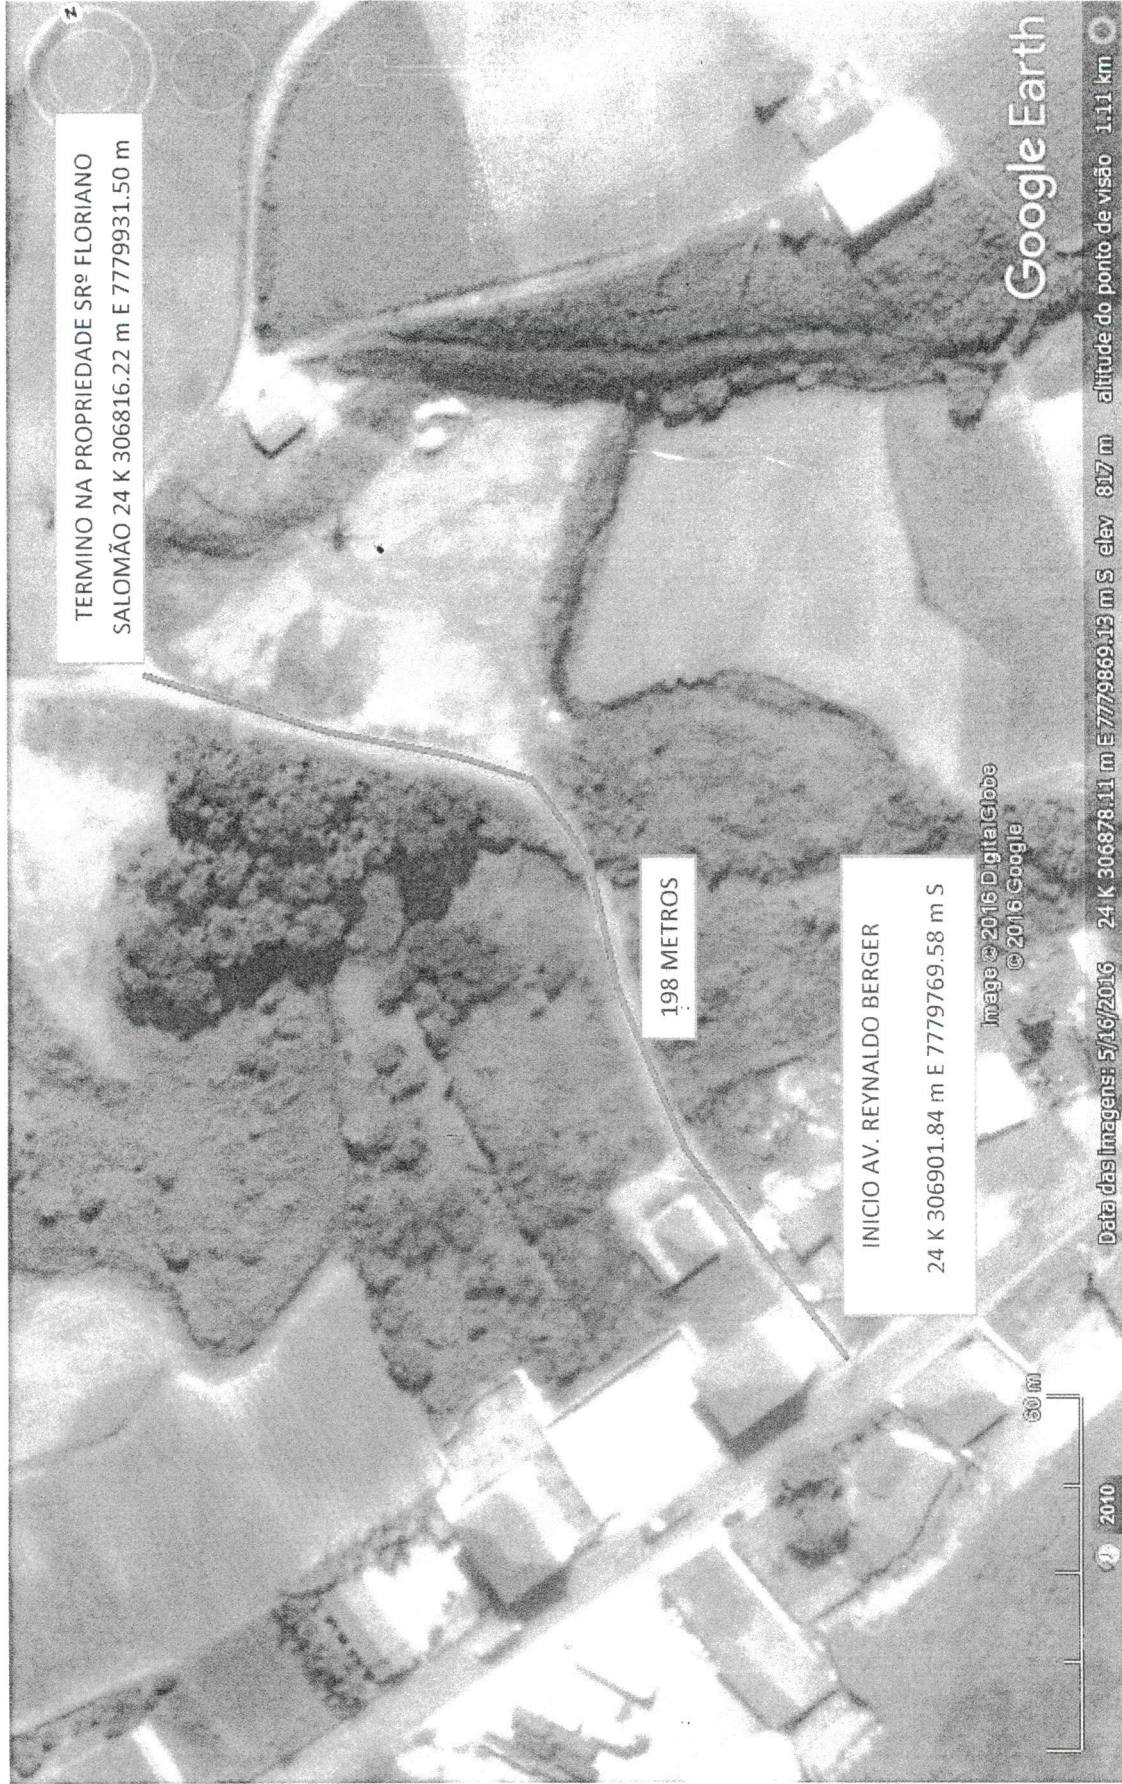 TERMINO NA PROPRIEDADE SRº FLORIANO
SALOMÃO 24 K 306816.22 m E 7779931.50 m
198 METROS
INICIO AV. REYNALDO BERGER
24 K 306901.84 m E 7779769.58 m S
Image © 2016 DigitalGlobe
© 2016 Google
Google Earth
60 m
2010
Data das imagens: 5/16/2016 24 K 306878.11 m E 7779869.13 m S elev 817 m altitude do ponto de visão 1.11 km
N